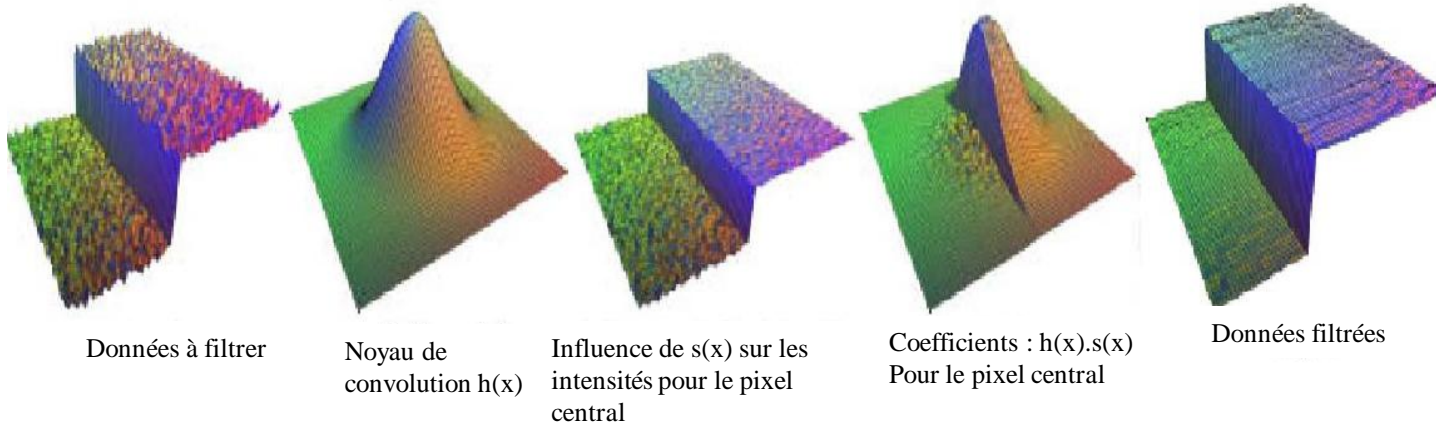 Données à filtrer
Noyau de
convolution h(x)
Influence de s(x) sur les
intensités pour le pixel
central
Coefficients : h(x).s(x)
Pour le pixel central
Données filtrées